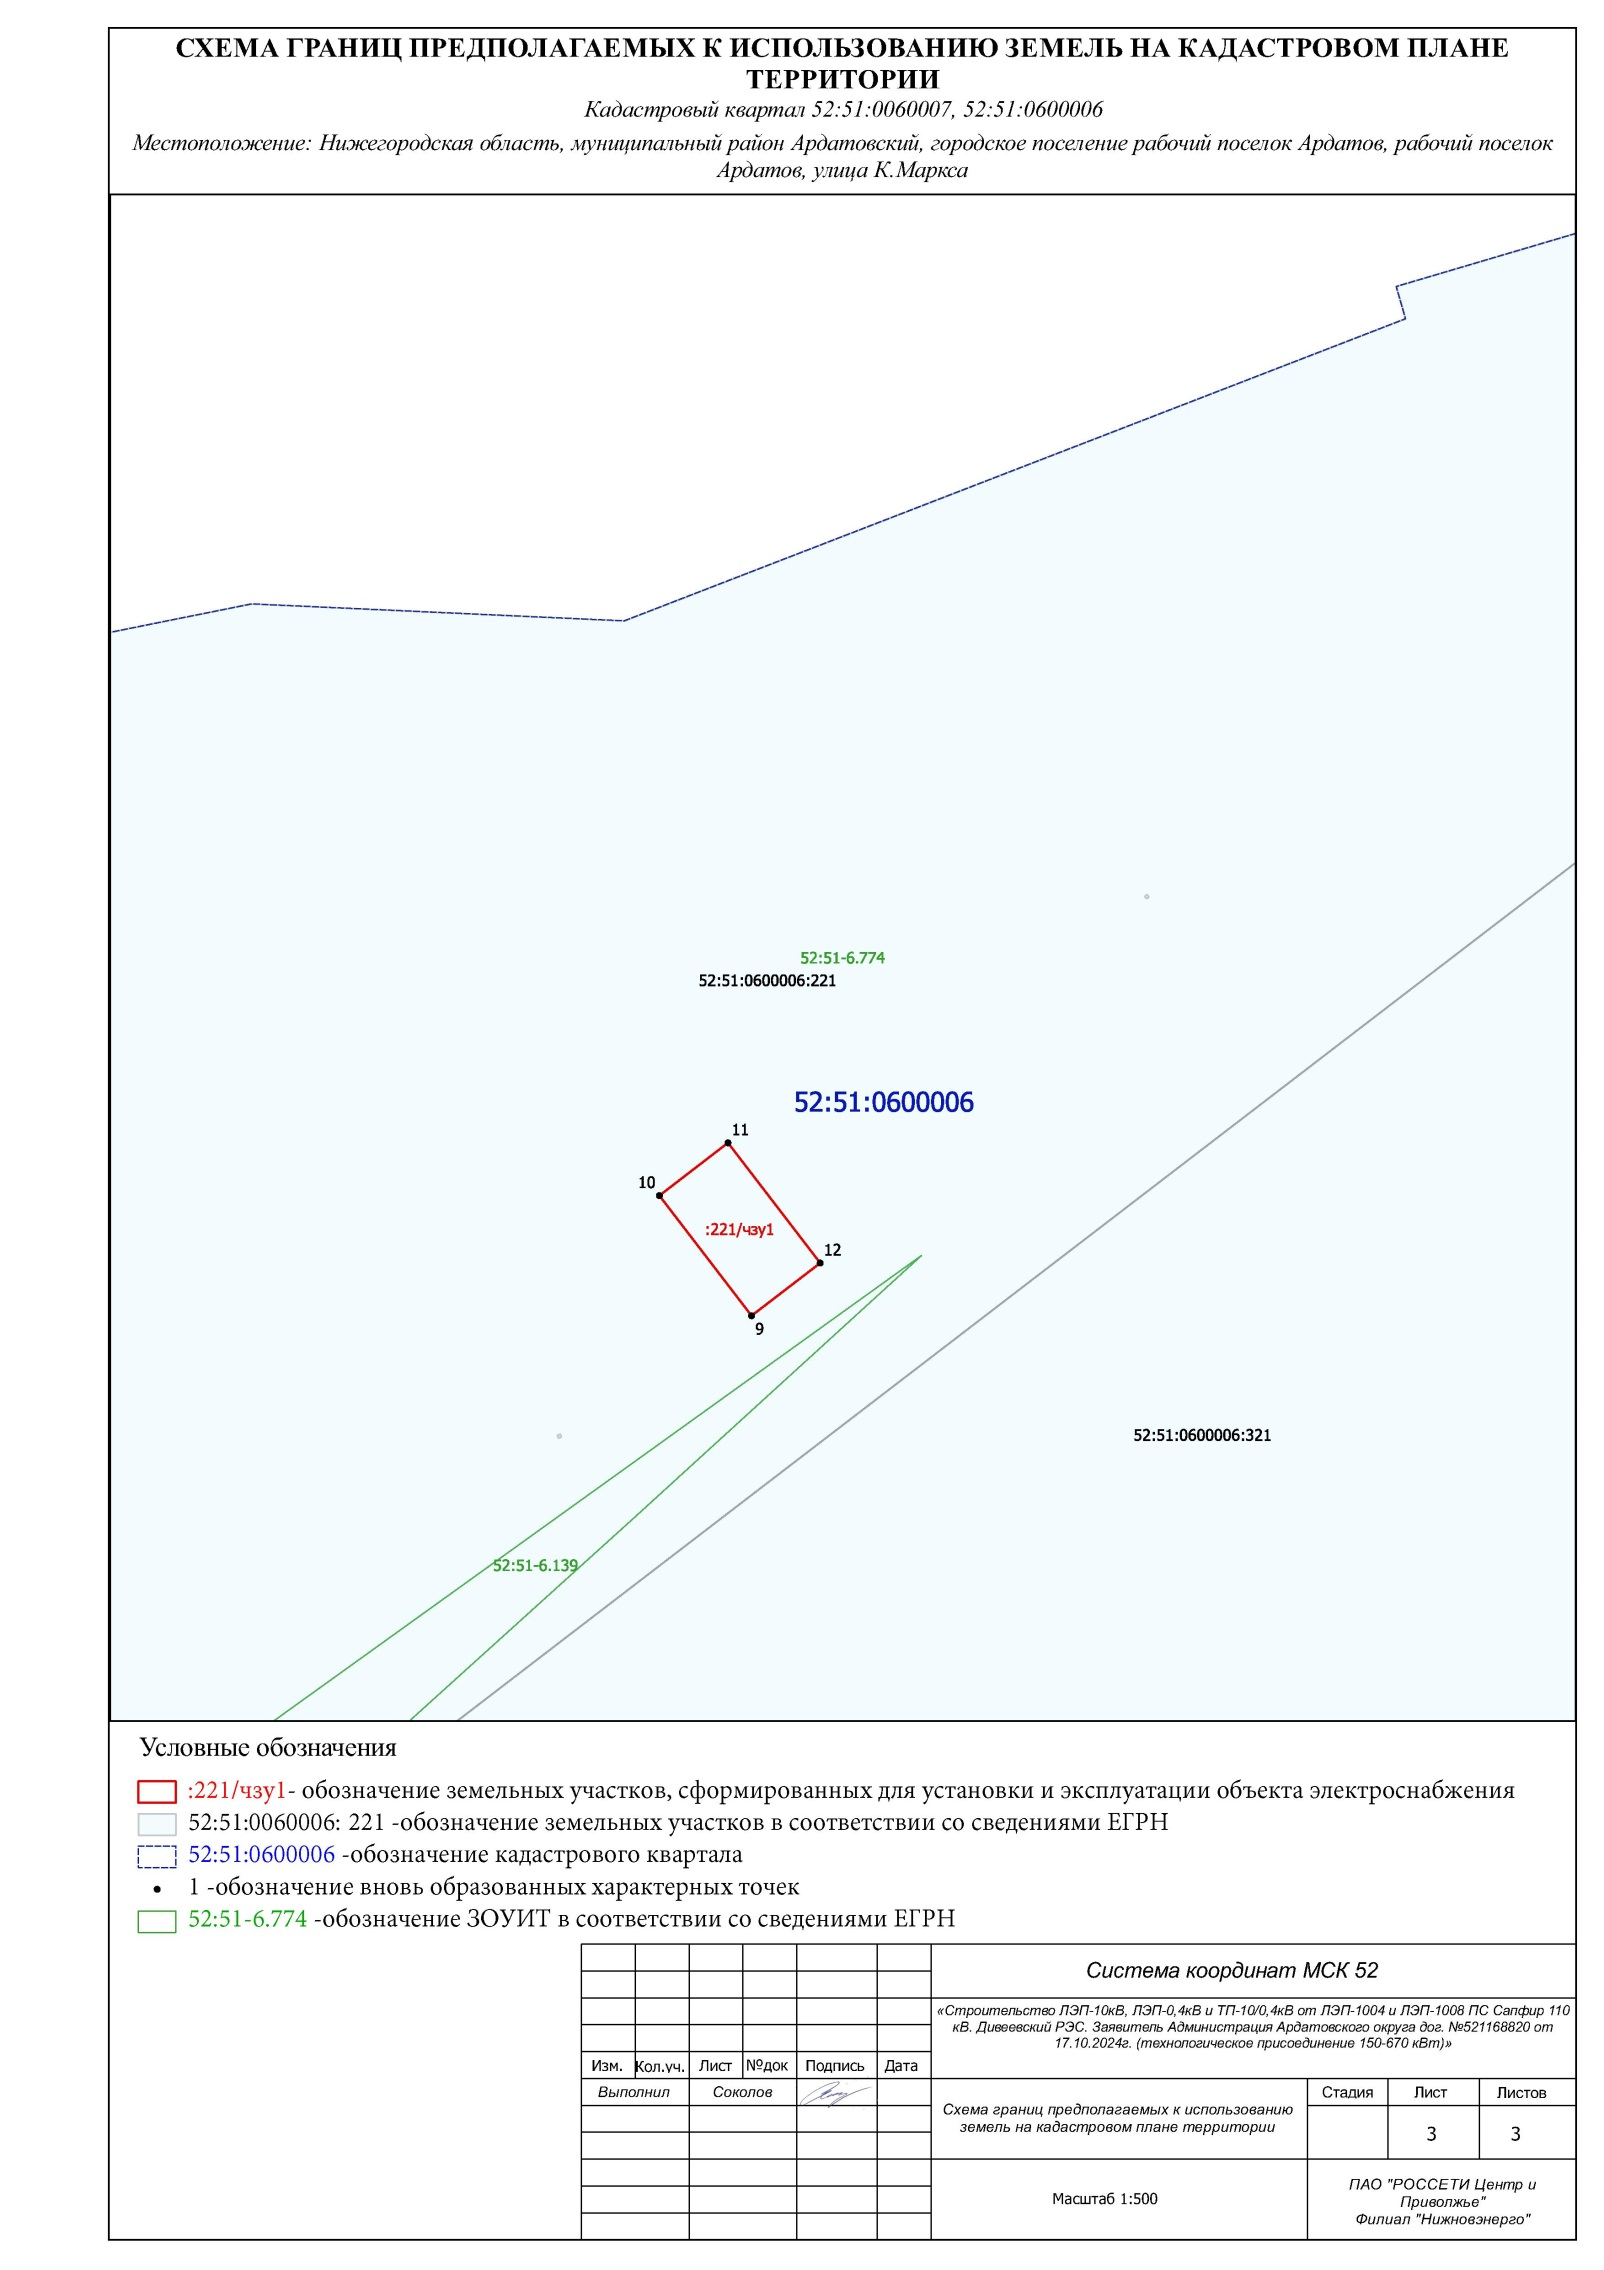 СХЕМА ГРАНИЦ ПРЕДПОЛАГАЕМЫХ К ИСПОЛЬЗОВАНИЮ ЗЕМЕЛЬ НА КАДАСТРОВОМ ПЛАНЕ
ТЕРРИТОРИИ
Кадастровый квартал 52:51:0060007, 52:51:0600006
Местоположение: Нижегородская область, муниципальный район Ардатовский, городское поселение рабочий поселок Ардатов, рабочий поселок
Ардатов, улица К.Маркса
52:51-6.774
52:51:0600006:221
52:51:0600006
11
10
:221/чзу1
12
9
52:51:0600006:321
52:51-6.139
Условные обозначения
:221/чзу1- обозначение земельных участков, сформированных для установки и эксплуатации объекта электроснабжения
52:51:0060006: 221 -обозначение земельных участков в соответствии со сведениями ЕГРН
52:51:0600006 -обозначение кадастрового квартала
1 -обозначение вновь образованных характерных точек
52:51-6.774 -обозначение ЗОУИТ в соответствии со сведениями ЕГРН
Система координат МСК 52
«Строительство ЛЭП-10кВ, ЛЭП-0,4кВ и ТП-10/0,4кВ от ЛЭП-1004 и ЛЭП-1008 ПС Сапфир 110
кВ. Дивеевский РЭС. Заявитель Администрация Ардатовского округа дог. №521168820 от
17.10.2024г. (технологическое присоединение 150-670 кВт)»
Изм. Кол.уч. Лист №док Подпись Дата
Выполнил Соколов
Схема границ предполагаемых к использованию
земель на кадастровом плане территории
Стадия Лист Листов
3 3
Масштаб 1:500
ПАО "РОССЕТИ Центр и
Приволжье"
Филиал "Нижновэнерго"